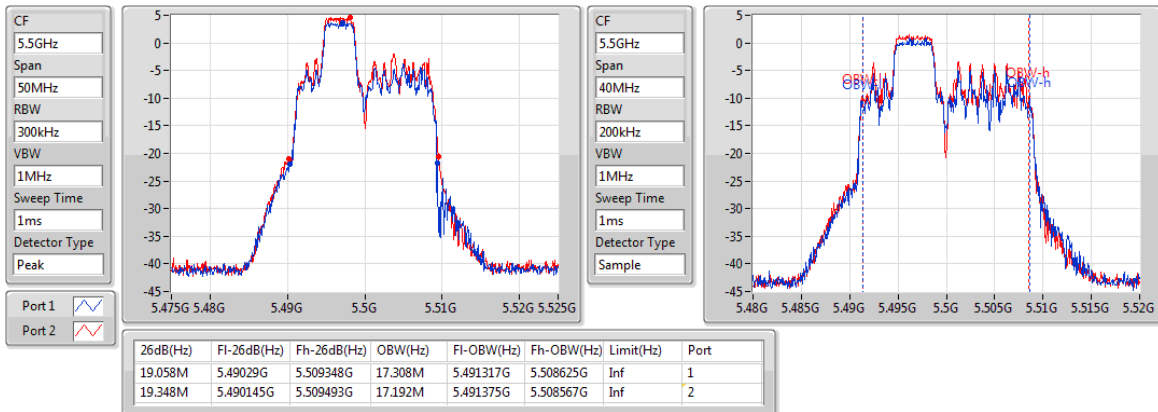 CF
5.5GHz
Span
50MHz
RBW
300kHz
VBW
1MHz
Sweep Time
1ms
Detector Type
Peak
Port 1
Port 2
5
0
-5
-10
-15
-20
-25
-30
-35
-40
-45
5.475G 5.48G 5.49G 5.5G 5.51G 5.52G 5.525G
CF
5.5GHz
Span
40MHz
RBW
200kHz
VBW
1MHz
Sweep Time
1ms
Detector Type
Sample
5
0
-5
-10
-15
-20
-25
-30
-35
-40
-45
OBW-h
OBW-h
5.48G 5.485G 5.49G 5.495G 5.5G 5.505G 5.51G 5.515G 5.52G
26dB(Hz) Fl-26dB(Hz) Fh-26dB(Hz) OBW(Hz) Fl-OBW(Hz) Fh-OBW(Hz) Limit(Hz) Port
19.058M 5.49029G 5.509348G 17.308M 5.491317G 5.508625G Inf 1
19.348M 5.490145G 5.509493G 17.192M 5.491375G 5.508567G Inf 2